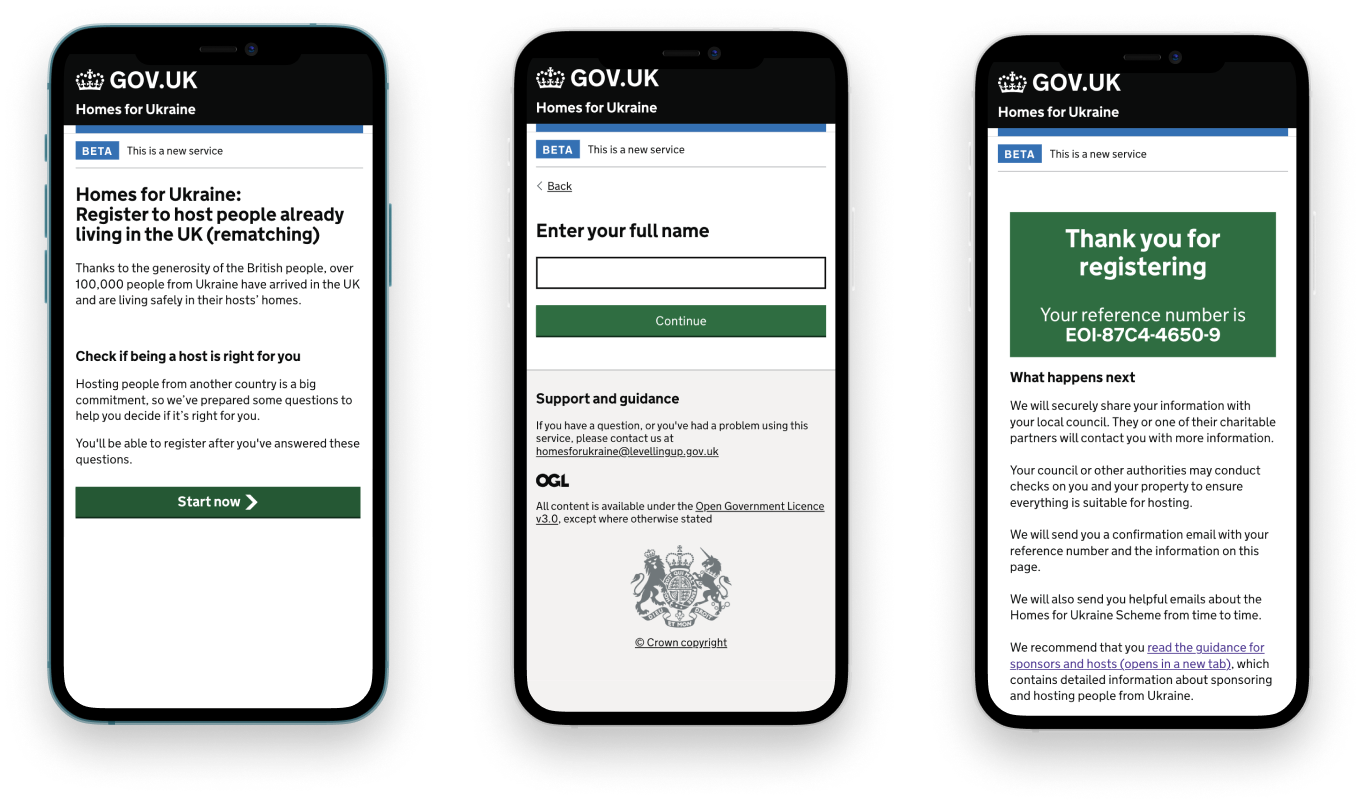 GOV.UK
Homes for Ukraine
BETA This is a new service
Homes for Ukraine:
Register to host people already
living in the UK (rematching)
Thanks to the generosity of the British people, over
100,000 people from Ukraine have arrived in the UK
and are living safely in their hosts' homes.
Check if being a host is right for you
Hosting people from another country is a big
commitment, so we've prepared some questions to
help you decide if it's right for you.
You'll be able to register after you've answered these
questions.
Start now
GOV.UK
Homes for Ukraine
BETA This is a new service
Back
Enter your full name
Continue
Support and guidance
If you have a question, or you've had a problem using this
service, please contact us at
homesforukraine@levellingup.gov.uk
OGL
All content is available under the Open Government Licence
v3.0, except where otherwise stated
© Crown copyright
GOV.UK
Homes for Ukraine
BETA This is a new service
Thank you for
registering
Your reference number is
EOI-87C4-4650-9
What happens next
We will securely share your information with
your local council. They or one of their charitable
partners will contact you with more information.
Your council or other authorities may conduct
checks on you and your property to ensure
everything is suitable for hosting.
We will send you a confirmation email with your
reference number and the information on this
page.
We will also send you helpful emails about the
Homes for Ukraine Scheme from time to time.
We recommend that you read the guidance for
sponsors and hosts (opens in a new tab), which
contains detailed information about sponsoring
and hosting people from Ukraine.